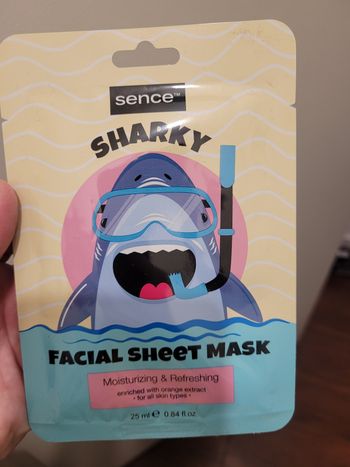 sence™
SHARKY
FACIAL SHEET MASK
Moisturizing & Refreshing
enriched with orange extract
• for all skin types •
25 ml ℮ 0.84 fl.oz